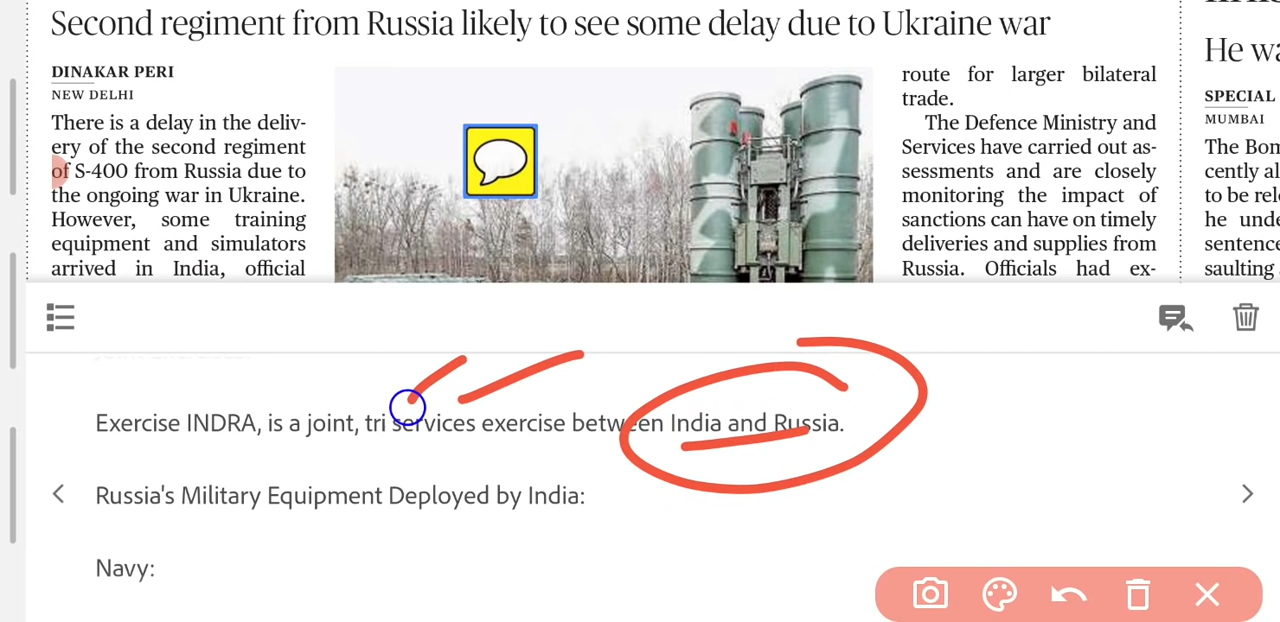 Second regiment from Russia likely to see some delay due to Ukraine war
DINAKAR PERI
NEW DELHI
There is a delay in the deliv-
ery of the second regiment
of S-400 from Russia due to
the ongoing war in Ukraine.
However, some training
equipment and simulators
arrived in India, official
route for larger bilateral
trade.
The Defence Ministry and
Services have carried out as-
sessments and are closely
monitoring the impact of
sanctions can have on timely
deliveries and supplies from
Russia. Officials had ex-
He wa
SPECIAL
MUMBAI
The Bom
cently al
to be rele
he unde
sentence
saulting
Exercise INDRA, is a joint, tri services exercise between India and Russia.
Russia's Military Equipment Deployed by India:
Navy: